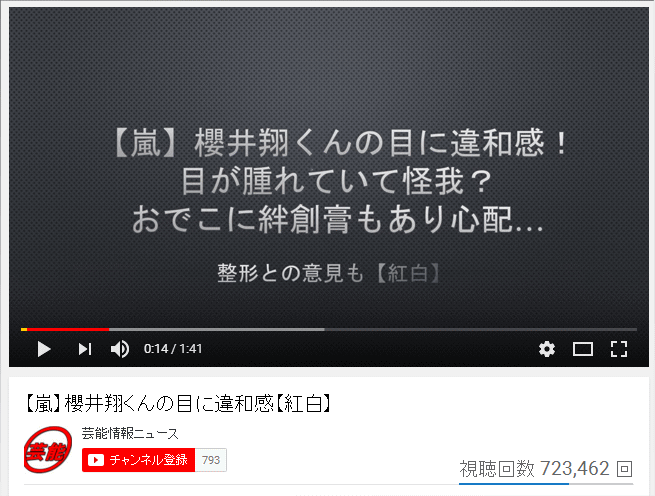 【嵐】櫻井翔くんの目に違和感！
目が腫れていて怪我？
おでこに絆創膏もあり心配…
整形との意見も【紅白】
0:14 / 1:41
【嵐】櫻井翔くんの目に違和感【紅白】
芸能
芸能情報ニュース
チャンネル登録 793
視聴回数 723,462 回